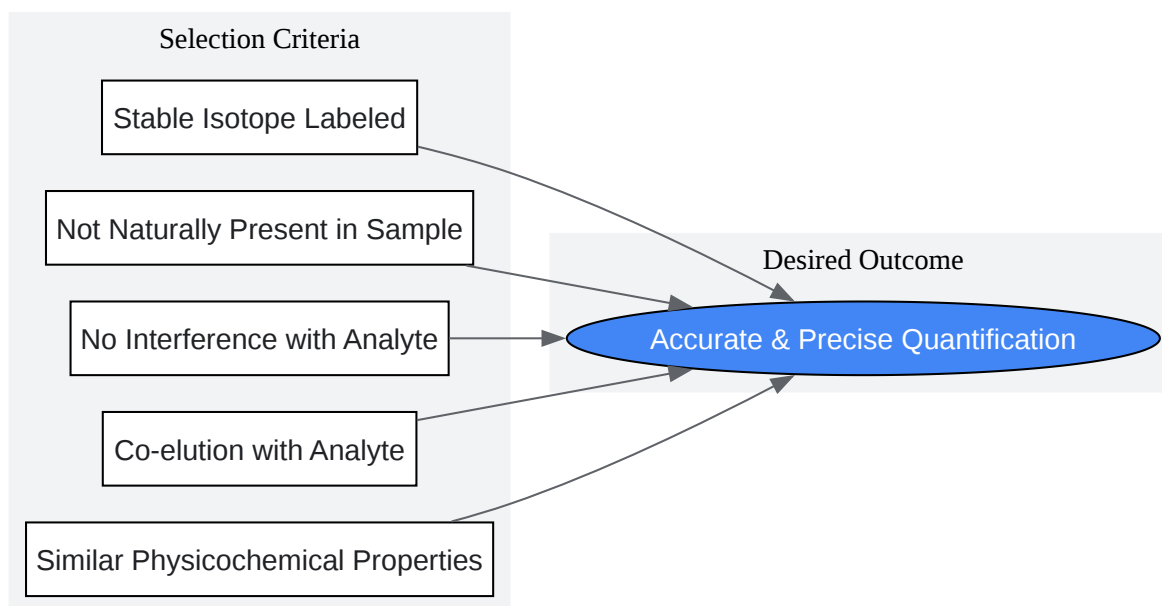 Selection Criteria
Stable Isotope Labeled
Not Naturally Present in Sample
No Interference with Analyte
Co-elution with Analyte
Similar Physicochemical Properties
Desired Outcome
Accurate & Precise Quantification